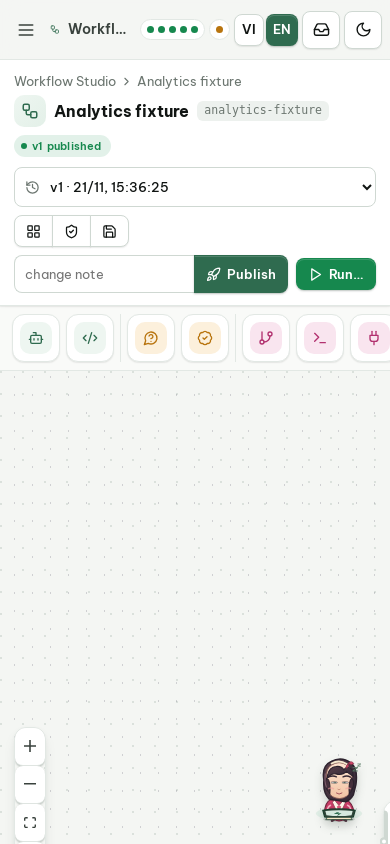 Workfl...
VI
EN
Workflow Studio > Analytics fixture
Analytics fixture
analytics-fixture
v1 published
v1 · 21/11, 15:36:25
change note
Publish
Run...